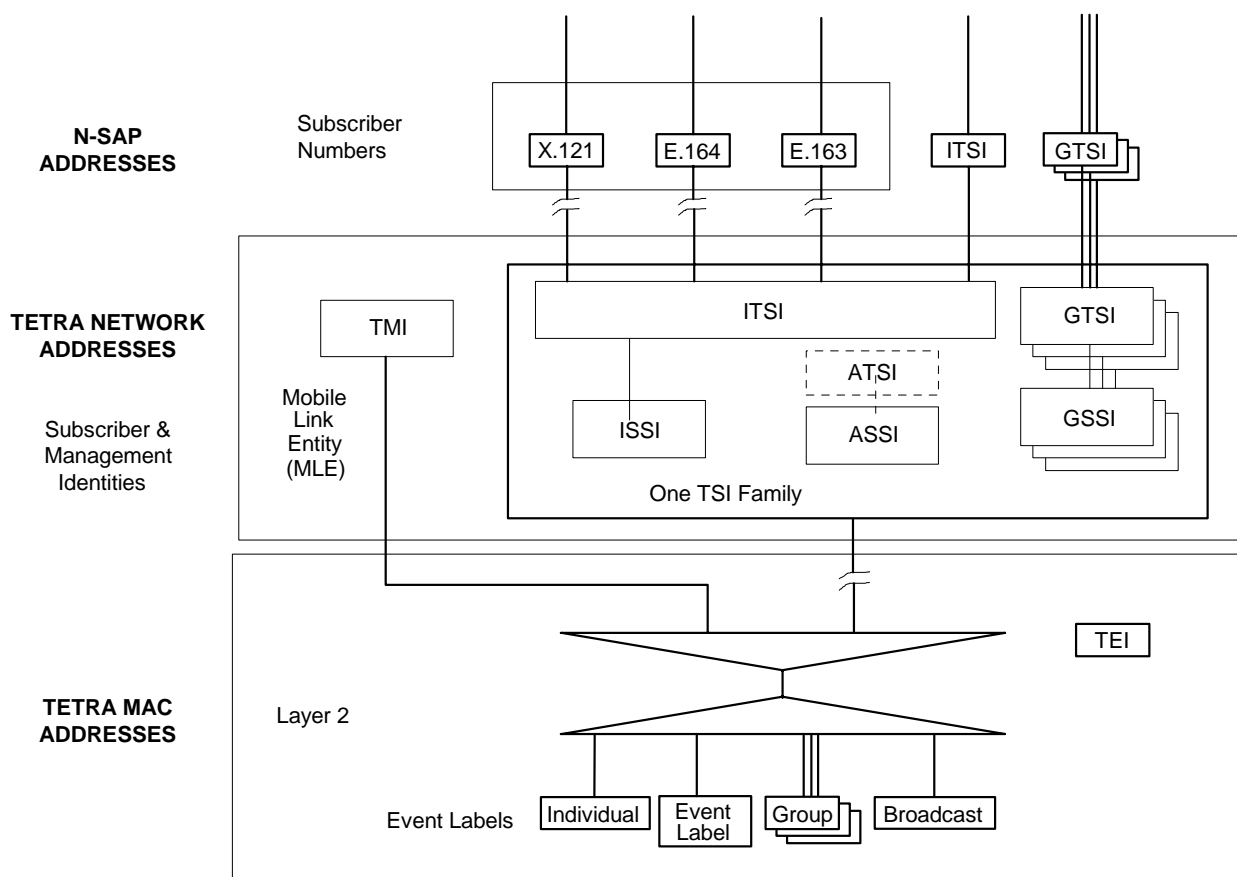 N-SAP
ADDRESSES
Subscriber
Numbers
X.121
E.164
E.163
ITSI
GTSI
TETRA NETWORK
ADDRESSES
Subscriber &
Management
Identities
TMI
Mobile
Link
Entity
(MLE)
ITSI
GTSI
ATSI
ISSI
ASSI
GSSI
One TSI Family
TETRA MAC
ADDRESSES
Layer 2
TEI
Event Labels
Individual
Event
Label
Group
Broadcast